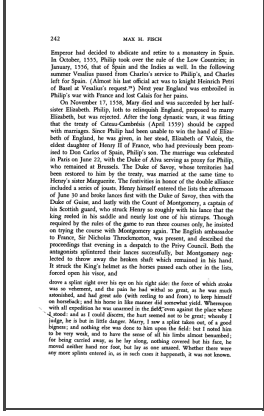 242 MAX H. FISCH
Emperor had decided to abdicate and retire to a monastery in Spain.
In October, 1555, Philip took over the rule of the Low Countries; in
January, 1556, that of Spain and the Indies as well. In the following
summer Vesalius passed from Charles's service to Philip's, and Charles
left for Spain. (Almost his last official act was to knight Heinrich Petri
of Basel at Vesalius's request.) Next year England was embroiled in
Philip's war with France and lost Calais for her pains.
On November 17, 1558, Mary died and was succeeded by her half-
sister Elizabeth. Philip, loth to relinquish England, proposed to marry
Elizabeth, but was rejected. After the long dynastic wars, it was fitting
that the treaty of Cateau-Cambrésis (April 1559) should be capped
with marriages. Since Philip had been unable to win the hand of Eliza-
beth of England, he was given, in her stead, Elizabeth of Valois, the
eldest daughter of Henry II of France, who had previously been prom-
ised to Don Carlos of Spain, Philip's son. The marriage was celebrated
in Paris on June 22, with the Duke of Alva serving as proxy for Philip,
who remained at Brussels. The Duke of Savoy, whose territories had
been restored to him by the treaty, was married at the same time to
Henry's sister Marguerite. The festivities in honor of the double alliance
included a series of jousts. Henry himself entered the lists the afternoon
of June 30 and broke lances first with the Duke of Savoy, then with the
Duke of Guise, and lastly with the Count of Montgomery, a captain of
his Scottish guard, who struck Henry so roughly with his lance that the
king reeled in his saddle and nearly lost one of his stirrups. Though
required by the rules of the game to run three courses only, he insisted
on trying the course with Montgomery again. The English ambassador
to France, Sir Nicholas Throckmorton, was present, and described the
proceedings that evening in a despatch to the Privy Council. Both the
antagonists splintered their lances successfully, but Montgomery neg-
lected to throw away the broken shaft which remained in his hand.
It struck the King's helmet as the horses passed each other in the lists,
forced open his visor, and
drove a splint right over his eye on his right side: the force of which stroke
was so vehement, and the pain he had withal so great, as he was much
astonished, and had great ado (with reeling to and from) to keep himself
on horseback; and his horse in like manner did somewhat yield. Whereupon
with all expedition he was unarmed in the field, even against the place where
I stood: and as I could discern, the hurt seemed not to be great; whereby I
judge, he is but in little danger. Marry, I saw a splint taken out, of a good
bigness; and nothing else was done to him upon the field: but I noted him
to be very weak, and to have the sense of all his limbs almost benumbed;
for being carried away, as he lay along, nothing covered but his face, he
moved neither hand nor foot, but lay as one amazed. Whether there were
any more splints entered in, as in such cases it happeneth, it was not known.